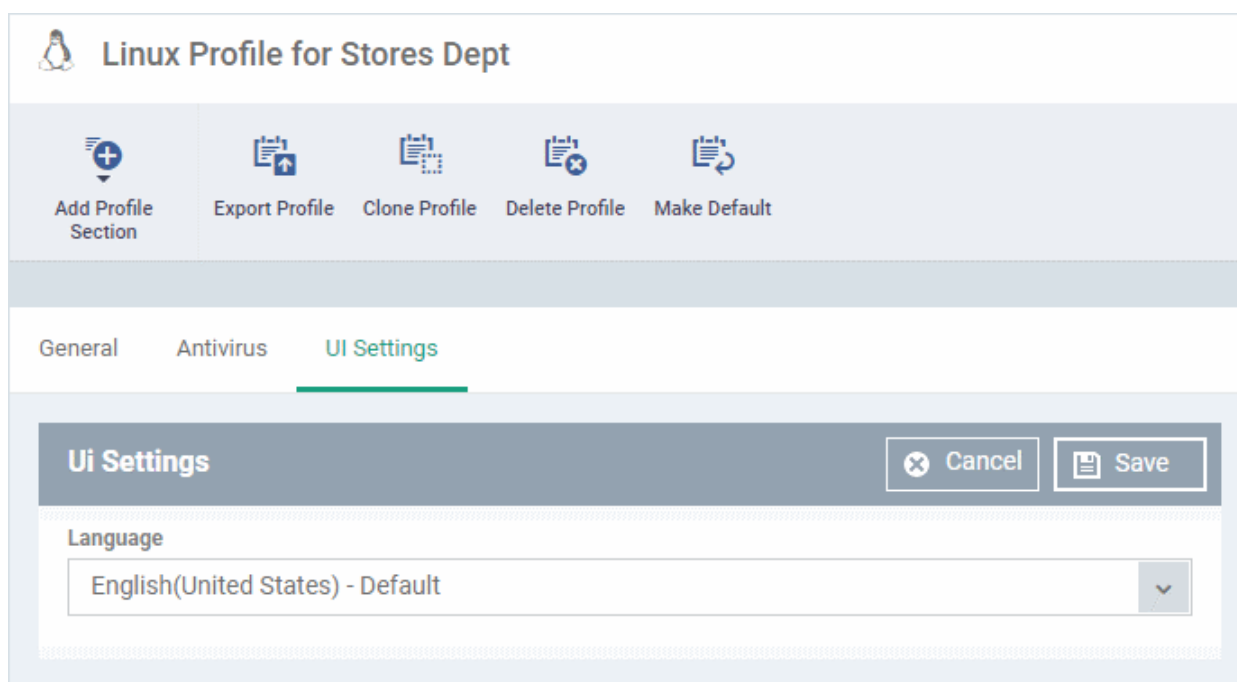 Linux Profile for Stores Dept
Add Profile
Section
Export Profile
Clone Profile
Delete Profile
Make Default
General
Antivirus
UI Settings
Ui Settings
Cancel
Save
Language
English(United States) - Default